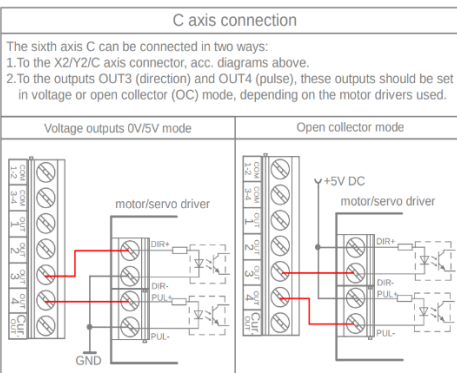 C axis connection
The sixth axis C can be connected in two ways:
1.To the X2/Y2/C axis connector, acc. diagrams above.
2.To the outputs OUT3 (direction) and OUT4 (pulse), these outputs should be set
in voltage or open collector (OC) mode, depending on the motor drivers used.
Voltage outputs 0V/5V mode
Open collector mode
COM
1-2
COM
3-4
OUT
1
OUT
2
OUT
3
OUT
4
Cur
OUT
motor/servo driver
DIR+
DIR-
PUL+
PUL-
GND
COM
1-2
COM
3-4
OUT
1
OUT
2
OUT
3
OUT
4
Cur
OUT
+5V DC
motor/servo driver
DIR+
DIR-
PUL+
PUL-